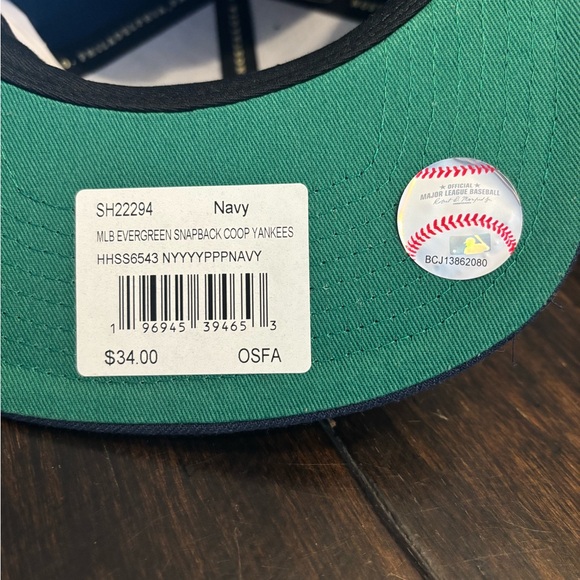 PHILADELPHIA
SH22294 Navy
MLB EVERGREEN SNAPBACK COOP YANKEES
HHSS6543 NYYYYPPPNAVY
1 96945 39465 3
$34.00 OSFA
OFFICIAL
MAJOR LEAGUE BASEBALL
BCJ13862080